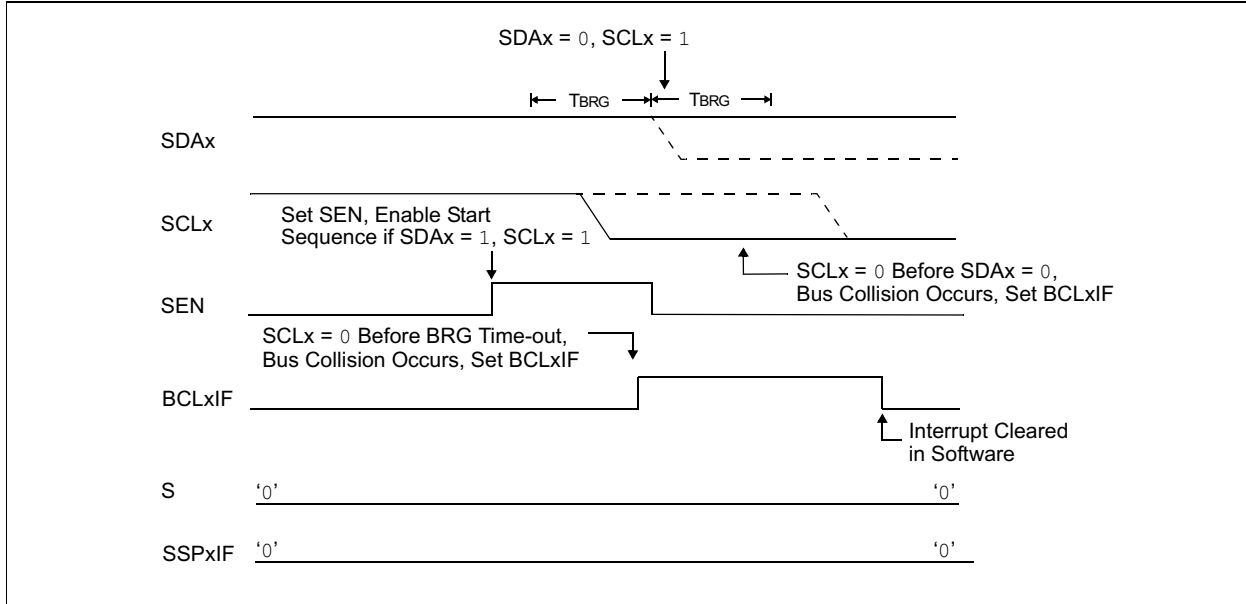 SDAx = 0, SCLx = 1
TBRG TBRG
SDAx
SCLx
Set SEN, Enable Start
Sequence if SDAx = 1, SCLx = 1
SCLx = 0 Before SDAx = 0,
Bus Collision Occurs, Set BCLxIF
SEN
SCLx = 0 Before BRG Time-out,
Bus Collision Occurs, Set BCLxIF
BCLxIF
Interrupt Cleared
in Software
S ‘0’ ‘0’
SSPxIF ‘0’ ‘0’